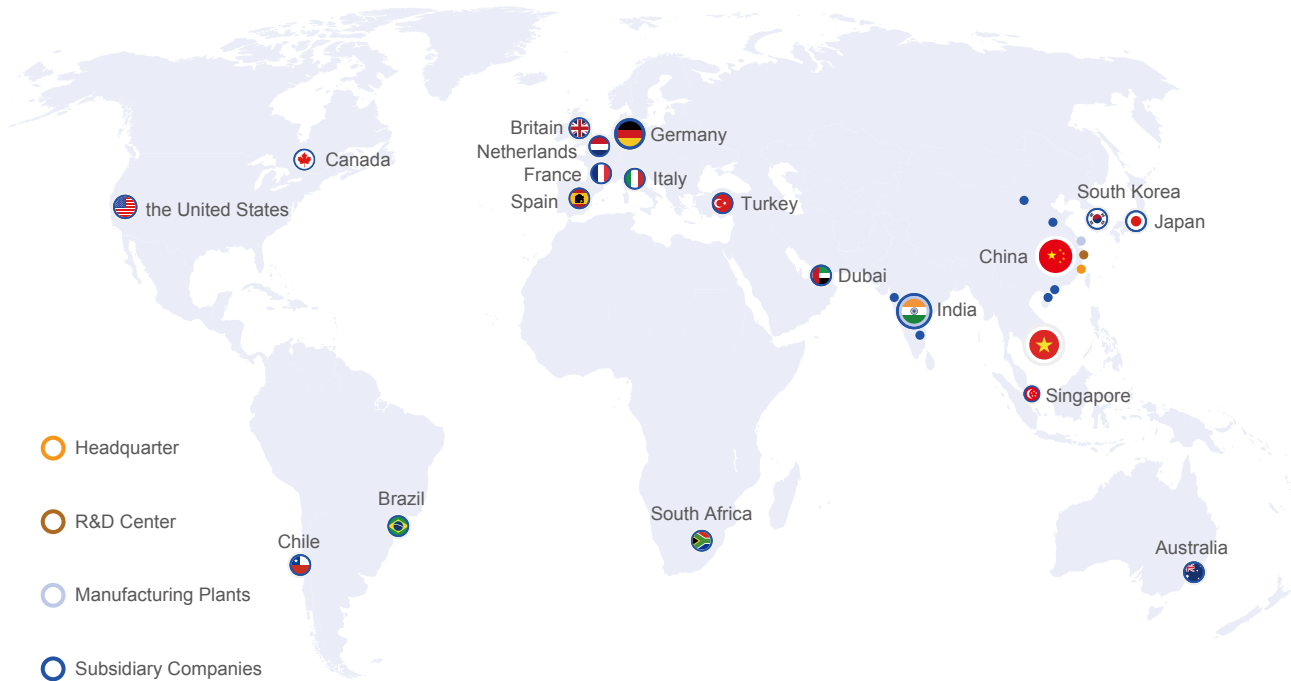 Britain
Germany
Netherlands
Canada
France
Italy
Spain
the United States
Turkey
South Korea
Japan
China
Dubai
India
Singapore
Headquarter
R&D Center
Brazil
South Africa
Chile
Australia
Manufacturing Plants
Subsidiary Companies